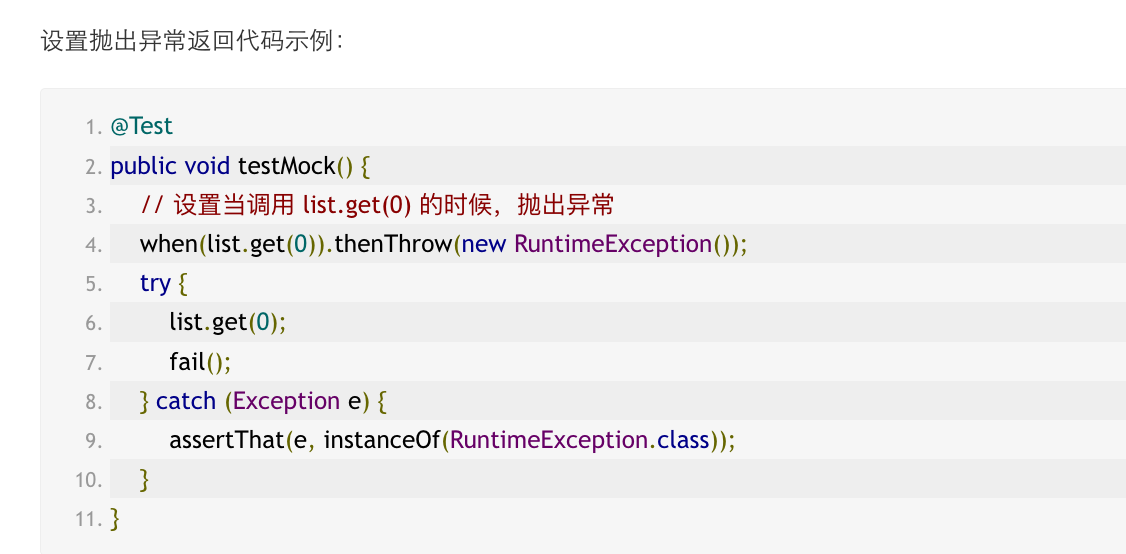 设置抛出异常返回代码示例：
1. @Test
2. public void testMock() {
3. // 设置当调用 list.get(0) 的时候，抛出异常
4. when(list.get(0)).thenThrow(new RuntimeException());
5. try {
6. list.get(0);
7. fail();
8. } catch (Exception e) {
9. assertThat(e, instanceOf(RuntimeException.class));
10. }
11. }